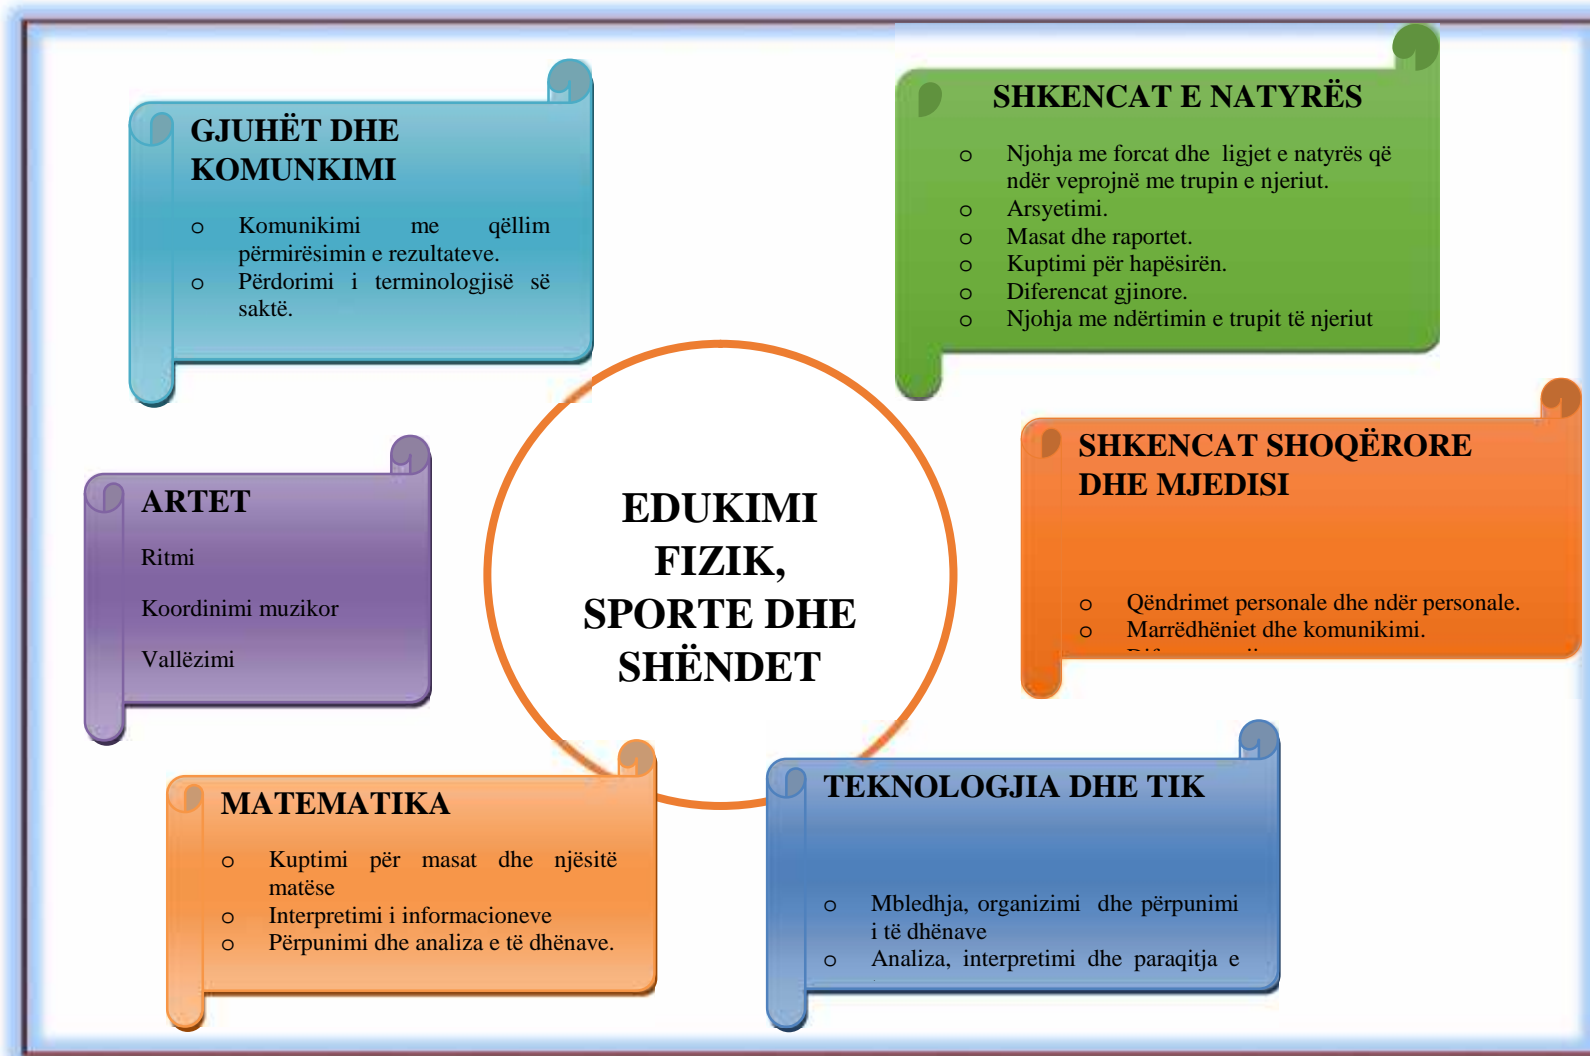 GJUHËT DHE
KOMUNKIMI
o Komunikimi me qëllim
përmirësimin e rezultateve.
o Përdorimi i terminologjisë së
saktë.
SHKENCAT E NATYRËS
o Njohja me forcat dhe ligjet e natyrës që
ndër veprojnë me trupin e njeriut.
o Arsyetimi.
o Masat dhe raportet.
o Kuptimi për hapësirën.
o Diferencat gjinore.
o Njohja me ndërtimin e trupit të njeriut
ARTET
Ritmi
Koordinimi muzikor
Vallëzimi
EDUKIMI
FIZIK,
SPORTE DHE
SHËNDET
SHKENCAT SHOQËRORE
DHE MJEDISI
o Qëndrimet personale dhe ndër personale.
o Marrëdhëniet dhe komunikimi.
MATEMATIKA
o Kuptimi për masat dhe njësitë
matëse
o Interpretimi i informacioneve
o Përpunimi dhe analiza e të dhënave.
TEKNOLOGJIA DHE TIK
o Mbledhja, organizimi dhe përpunimi
i të dhënave
o Analiza, interpretimi dhe paraqitja e